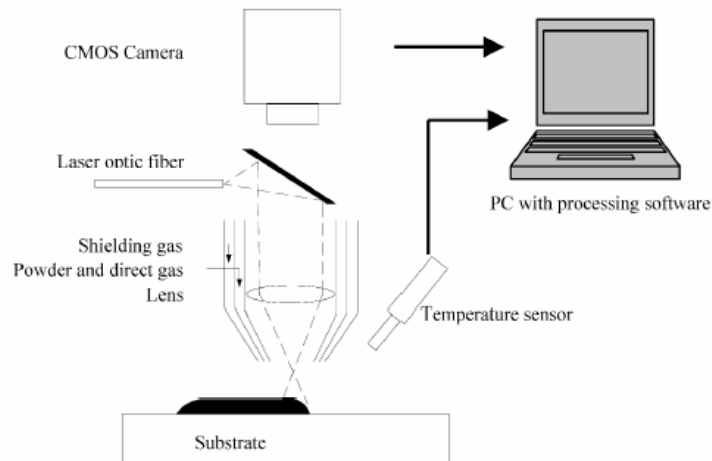 CMOS Camera
Laser optic fiber
PC with processing software
Shielding gas
Powder and direct gas
Lens
Temperature sensor
Substrate